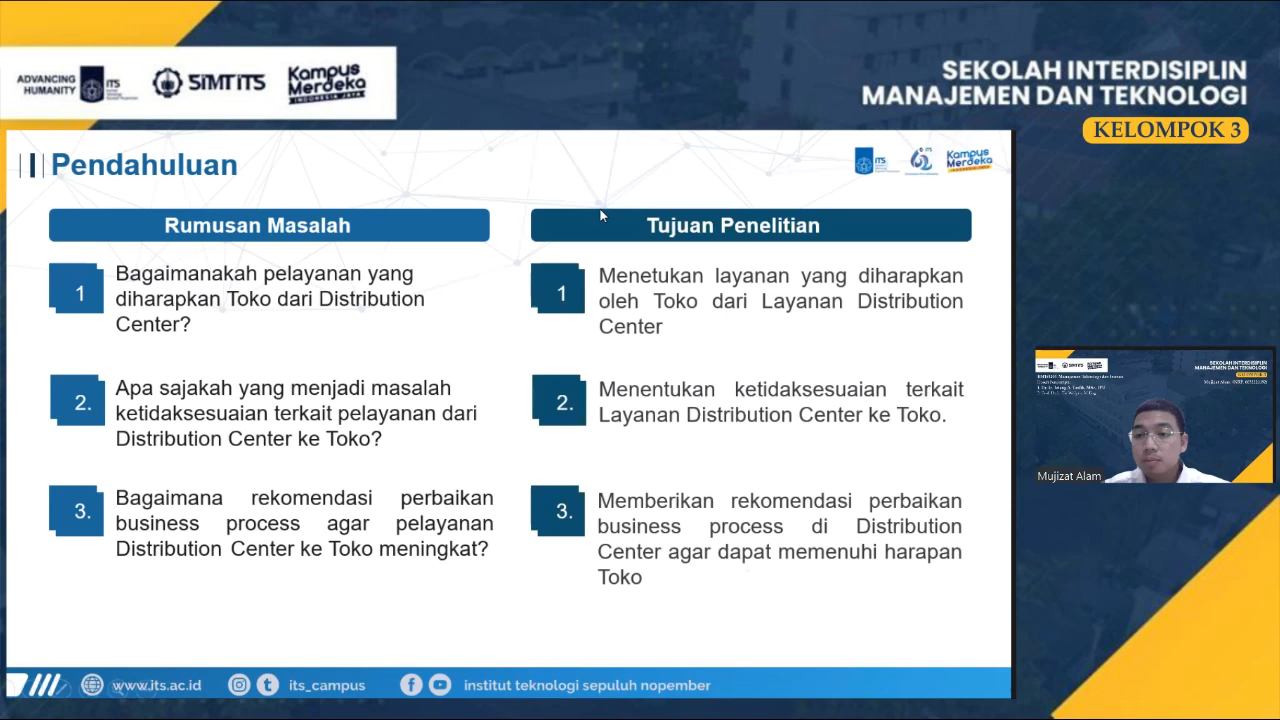 ADVANCING
HUMANITY
ITS
SIMT ITS
Kampus
Merdeka
INDONESIA JAYA
SEKOLAH INTERDISIPLIN
MANAJEMEN DAN TEKNOLOGI
KELOMPOK 3
Pendahuluan
ITS
ITS
Kampus
Merdeka
Rumusan Masalah
1
Bagaimanakah pelayanan yang
diharapkan Toko dari Distribution
Center?
2.
Apa sajakah yang menjadi masalah
ketidaksesuaian terkait pelayanan dari
Distribution Center ke Toko?
3.
Bagaimana rekomendasi perbaikan
business process agar pelayanan
Distribution Center ke Toko meningkat?
Tujuan Penelitian
1
Menetukan layanan yang diharapkan
oleh Toko dari Layanan Distribution
Center
2.
Menentukan ketidaksesuaian terkait
Layanan Distribution Center ke Toko.
3.
Memberikan rekomendasi perbaikan
business process di Distribution
Center agar dapat memenuhi harapan
Toko
SEKOLAH INTERDISIPLIN
MANAJEMEN DAN TEKNOLOGI
Mujizat Alam
www.its.ac.id
its_campus
institut teknologi sepuluh nopember